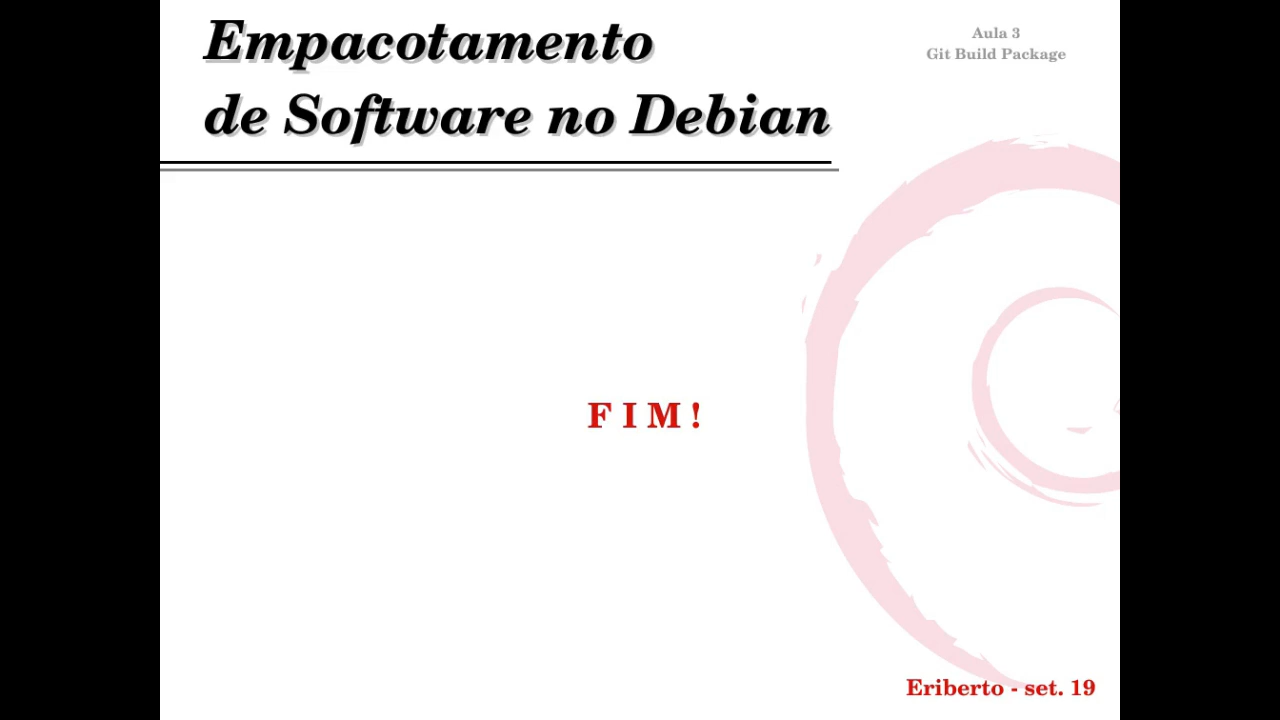 Empacotamento
de Software no Debian
Aula 3
Git Build Package
F I M !
Eriberto - set. 19